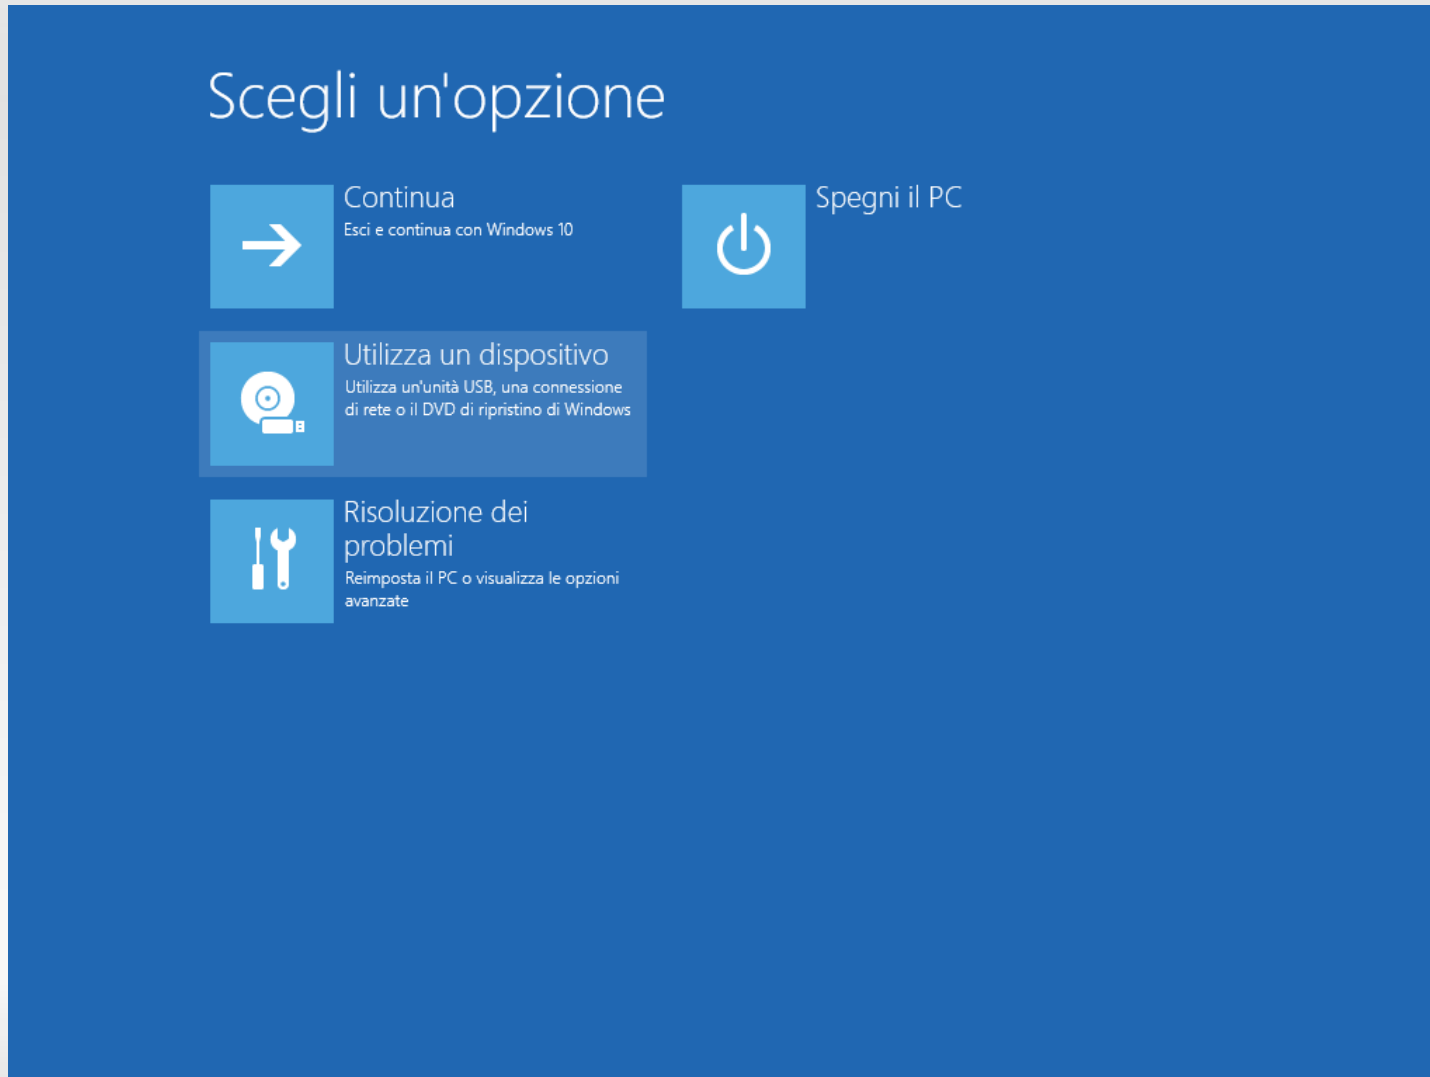 Scegli un'opzione
Continua
Esci e continua con Windows 10
Spegni il PC
Utilizza un dispositivo
Utilizza un'unità USB, una connessione
di rete o il DVD di ripristino di Windows
Risoluzione dei
problemi
Reimposta il PC o visualizza le opzioni
avanzate